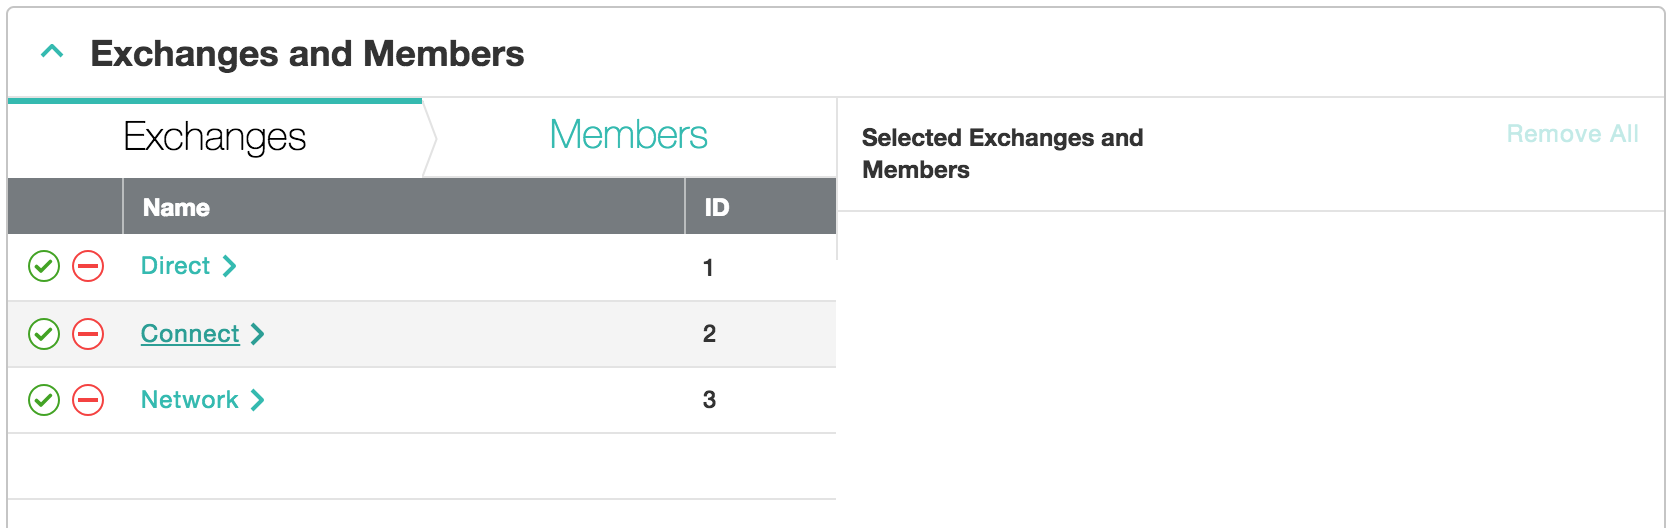 Exchanges and Members
Exchanges
Members
Selected Exchanges and
Members
Remove All
Name ID
Direct 1
Connect 2
Network 3